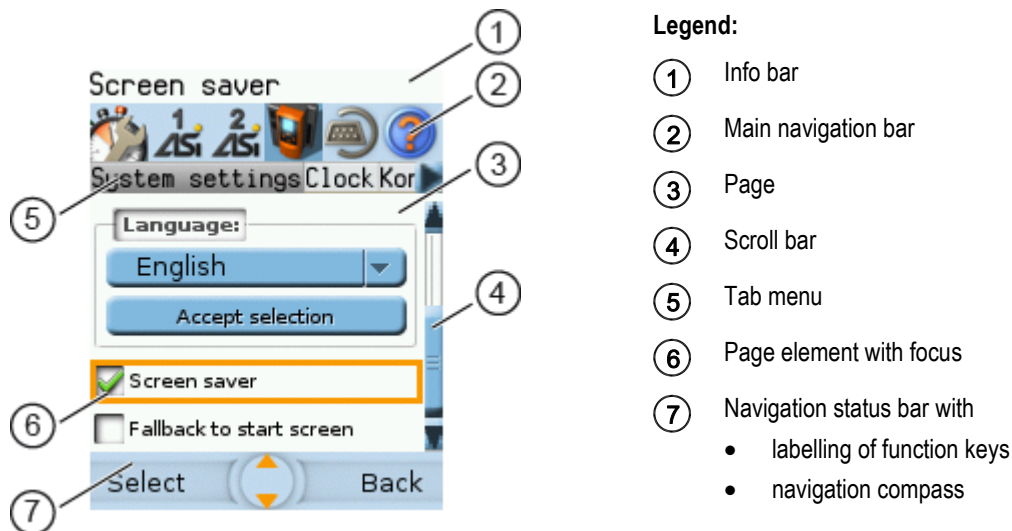 1
Screen saver
2
1
ASi
2
ASi
?
System settings Clock Kor
3
5
Language:
English
Accept selection
4
Screen saver
6
Fallback to start screen
Select Back
7
Legend:
1 Info bar
2 Main navigation bar
3 Page
4 Scroll bar
5 Tab menu
6 Page element with focus
7 Navigation status bar with
• labelling of function keys
• navigation compass